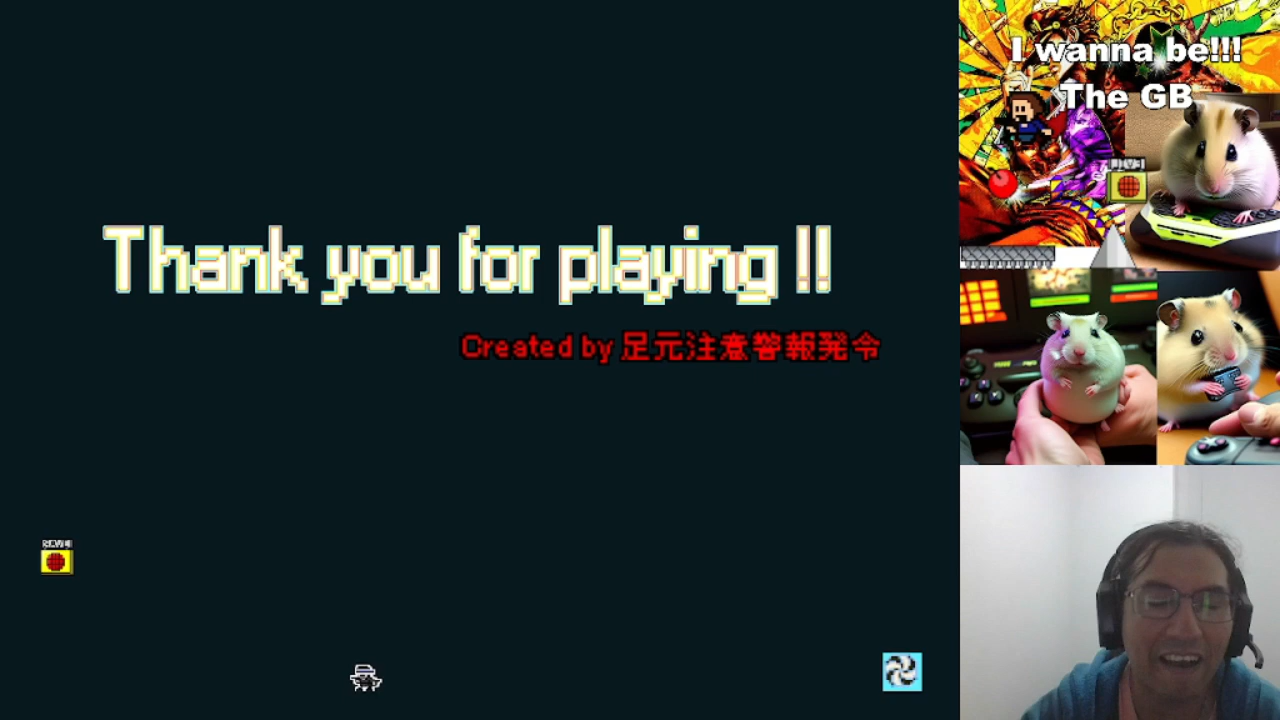 Thank you for playing !!
Created by 足元注意警報発令
I wanna be!!!
The GB